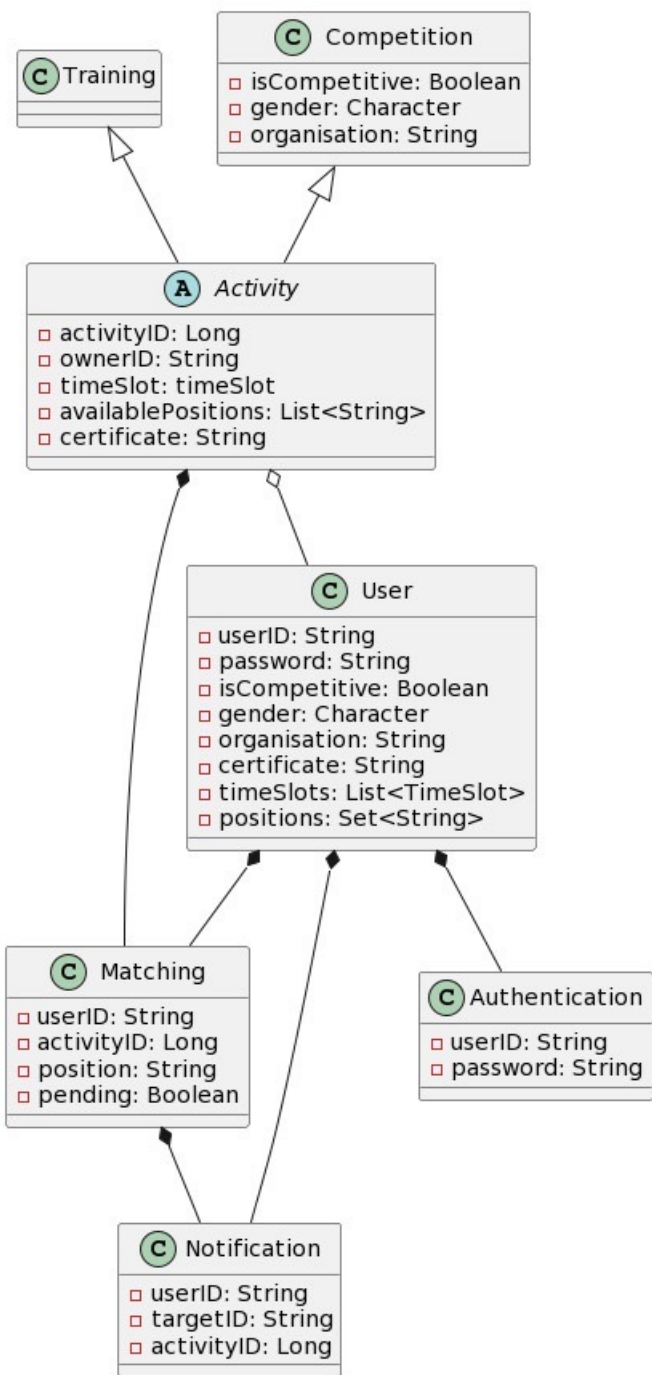 C Training
C Competition
isCompetitive: Boolean
gender: Character
organisation: String
A Activity
activityID: Long
ownerID: String
timeSlot: timeSlot
availablePositions: List<String>
certificate: String
C User
userID: String
password: String
isCompetitive: Boolean
gender: Character
organisation: String
certificate: String
timeSlots: List<TimeSlot>
positions: Set<String>
C Matching
userID: String
activityID: Long
position: String
pending: Boolean
C Authentication
userID: String
password: String
C Notification
userID: String
targetID: String
activityID: Long